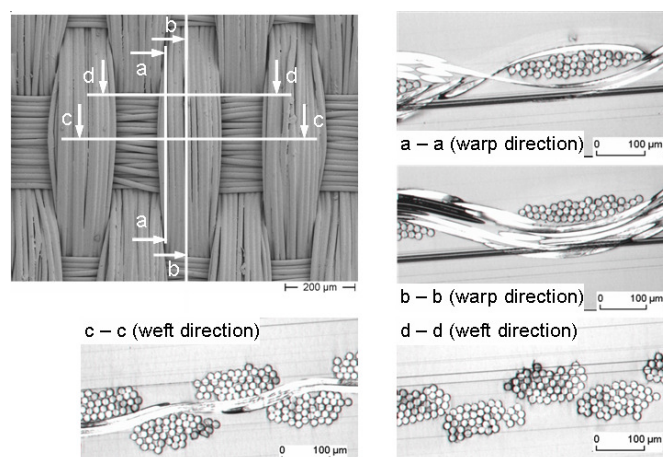 b
d
d
a
c
c
a
b
200 µm
a – a (warp direction)
0 100 µm
b – b (warp direction)
0 100 µm
c – c (weft direction)
0 100 µm
d – d (weft direction)
0 100 µm